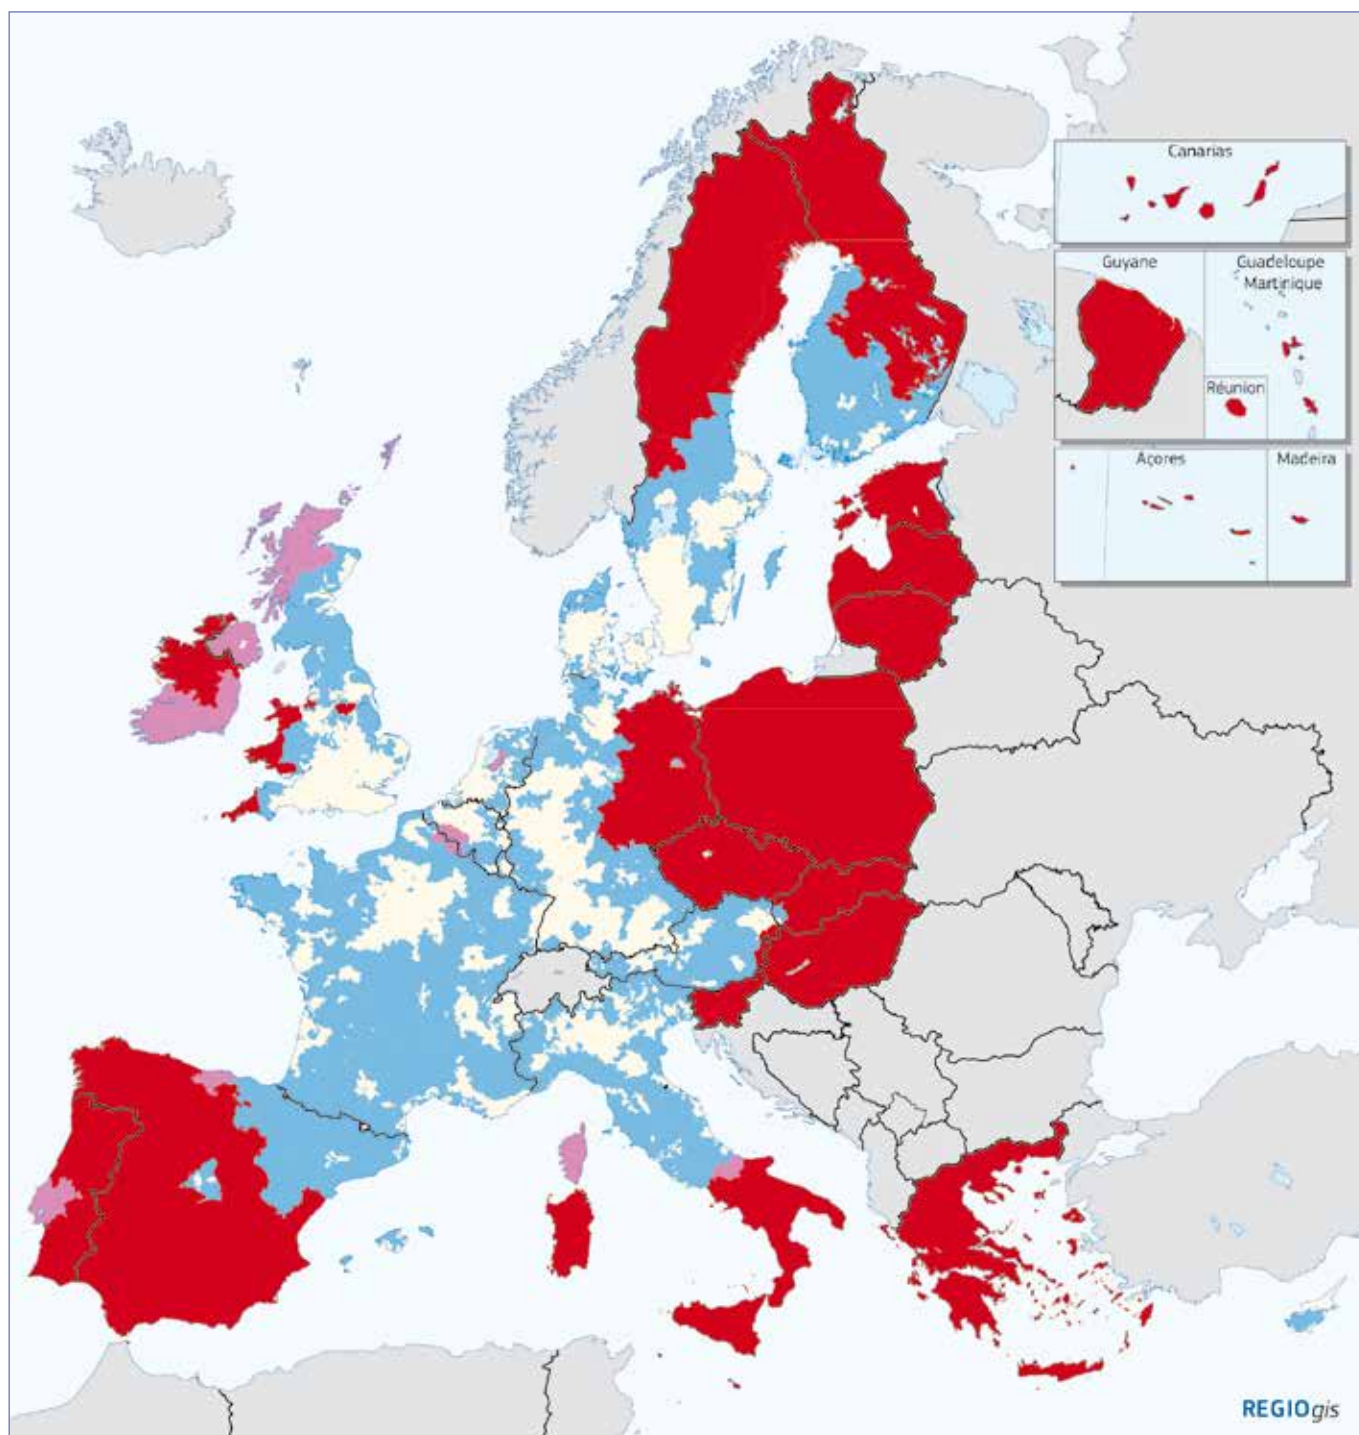 Canarias
Guyane
Guadeloupe
Martinique
Réunion
Açores
Madeira
REGIOgis